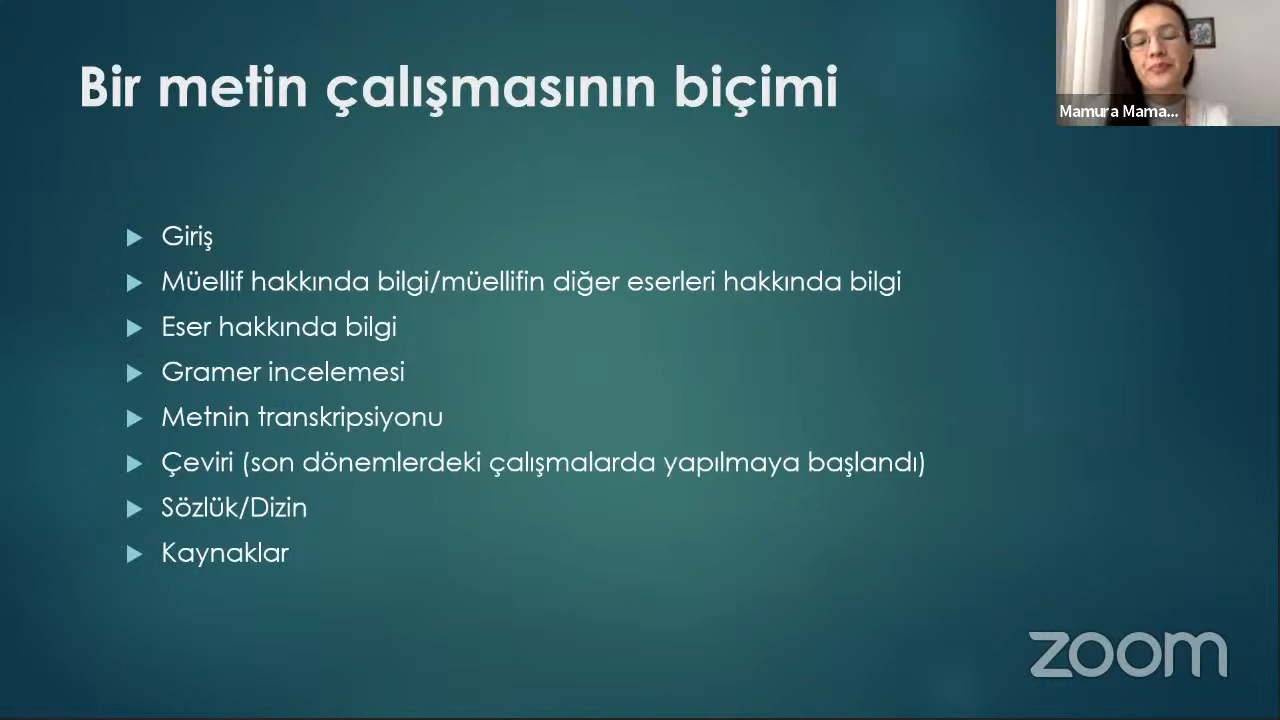 Bir metin çalışmasının biçimi
Mamura Mama...
Giriş
Müellif hakkında bilgi/müellifin diğer eserleri hakkında bilgi
Eser hakkında bilgi
Gramer incelemesi
Metnin transkripsiyonu
Çeviri (son dönemlerdeki çalışmalarda yapılmaya başlandı)
Sözlük/Dizin
Kaynaklar
zoom